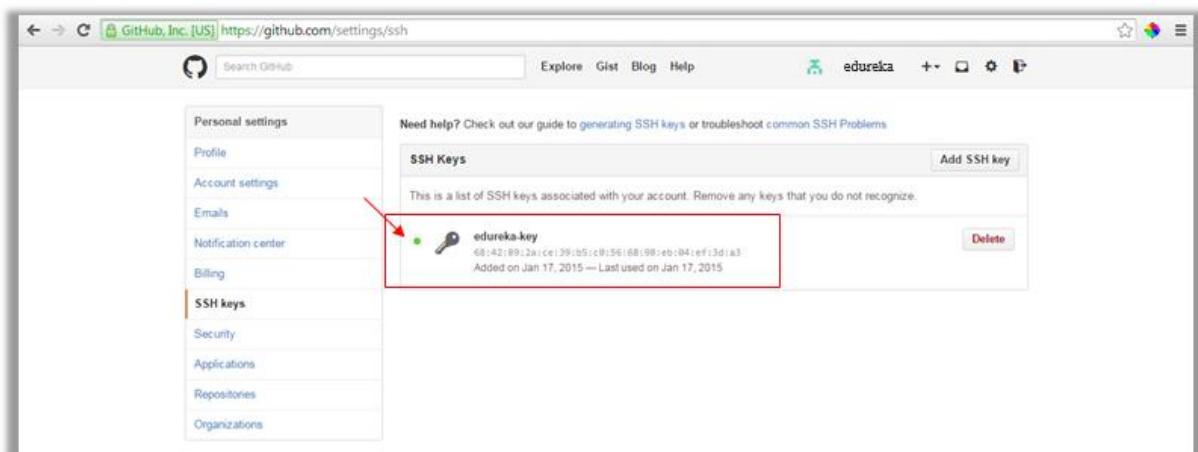 GitHub, Inc. [US] https://github.com/settings/ssh
Search GitHub
Explore Gist Blog Help
edureka
Personal settings
Profile
Account settings
Emails
Notification center
Billing
SSH keys
Security
Applications
Repositories
Organizations
Need help? Check out our guide to generating SSH keys or troubleshoot common SSH Problems
SSH Keys
Add SSH key
This is a list of SSH keys associated with your account. Remove any keys that you do not recognize.
edureka-key
Added on Jan 17, 2015 — Last used on Jan 17, 2015
Delete